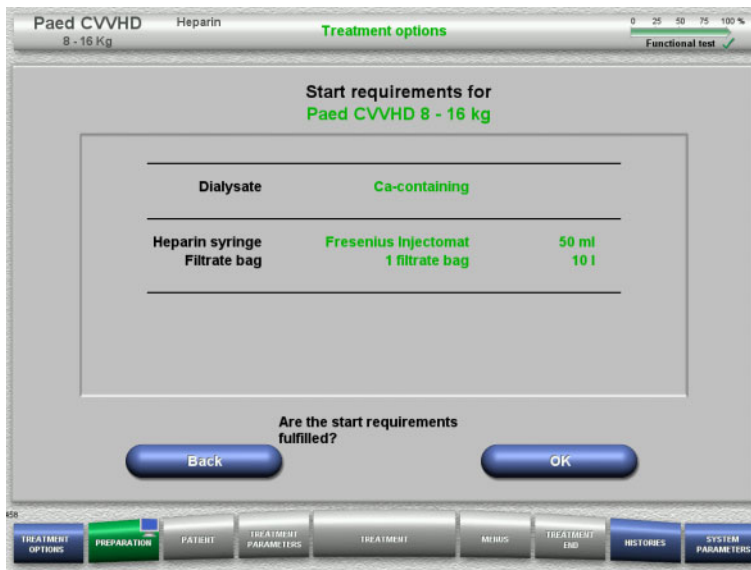 Paed CVVHD Heparin Treatment options 0 25 50 75 100 %
8 - 16 Kg Functional test
Start requirements for
Paed CVVHD 8 - 16 kg
Dialysate Ca-containing
Heparin syringe Fresenius Injectomat 50 ml
Filtrate bag 1 filtrate bag 10 l
Are the start requirements
fulfilled?
Back OK
458
TREATMENT OPTIONS PREPARATION PATIENT TREATMENT PARAMETERS TREATMENT MENUS TREATMENT END HISTORIES SYSTEM PARAMETERS